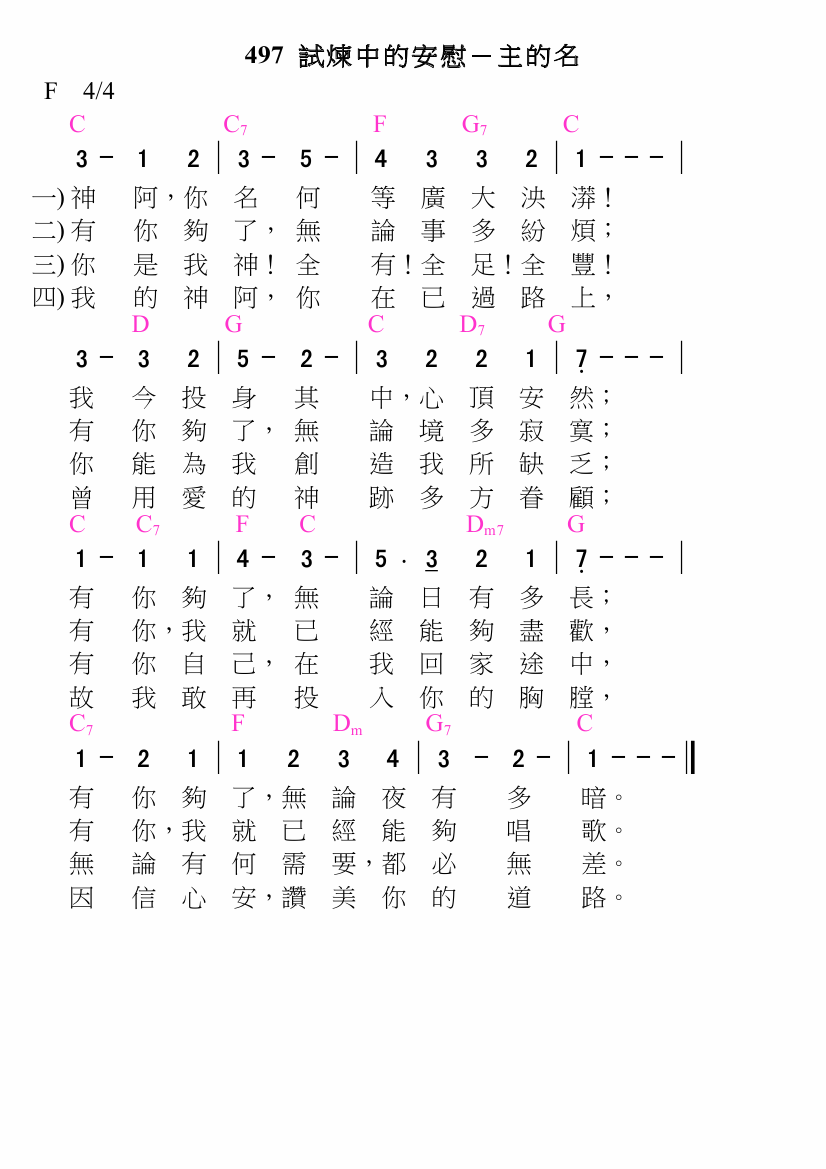 497 試煉中的安慰－主的名
F 4/4
C C7 F G7 C
3 - 1 2 | 3 - 5 - | 4 3 3 2 | 1 - - - |
一) 神阿，你名何等廣大泱漭！
二) 有你夠了，無論事多紛煩；
三) 你是我神！全有！全足！全豐！
四) 我的神阿，你在已過路上，
D G C D7 G
3 - 3 2 | 5 - 2 - | 3 2 2 1 | 7̣ - - - |
我今投身其中，心頂安然；
有你夠了，無論境多寂寞；
你能為我創造我所缺乏；
曾用愛的神跡多方眷顧；
C C7 F C Dm7 G
1 - 1 1 | 4 - 3 - | 5 . 3 2 1 | 7̣ - - - |
有你夠了，無論日有多長；
有你，我就已經能夠盡歡，
有你自己，在我回家途中，
故我敢再投入你的胸膛，
C7 F Dm G7 C
1 - 2 1 | 1 2 3 4 | 3 - 2 - | 1 - - - ‖
有你夠了，無論夜有多暗。
有你，我就已經能夠唱歌。
無論有何需要，都必無差。
因信心安，讚美你的道路。